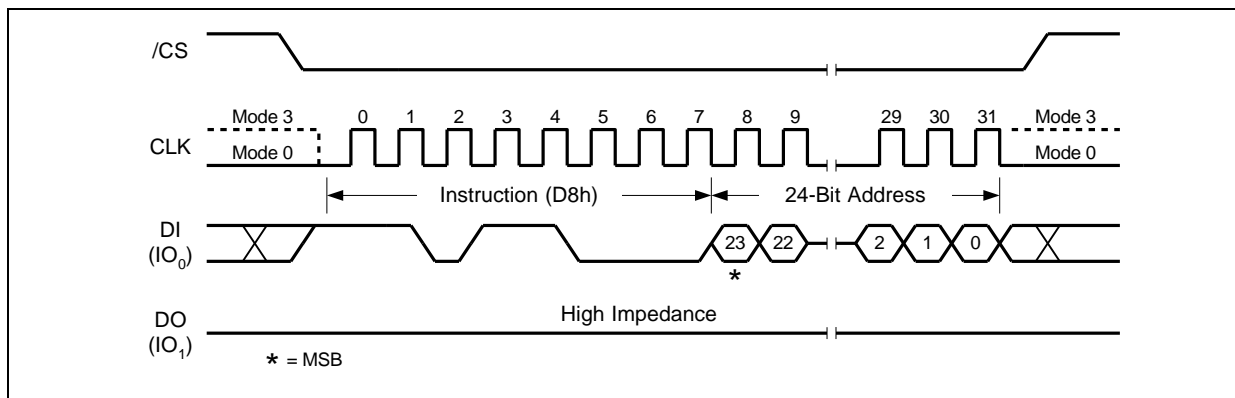 /CS
Mode 3 0 1 2 3 4 5 6 7 8 9 29 30 31 Mode 3
CLK
Mode 0 Mode 0
Instruction (D8h) 24-Bit Address
DI
(IO0)
23 22 2 1 0
*
High Impedance
DO
(IO1)
* = MSB